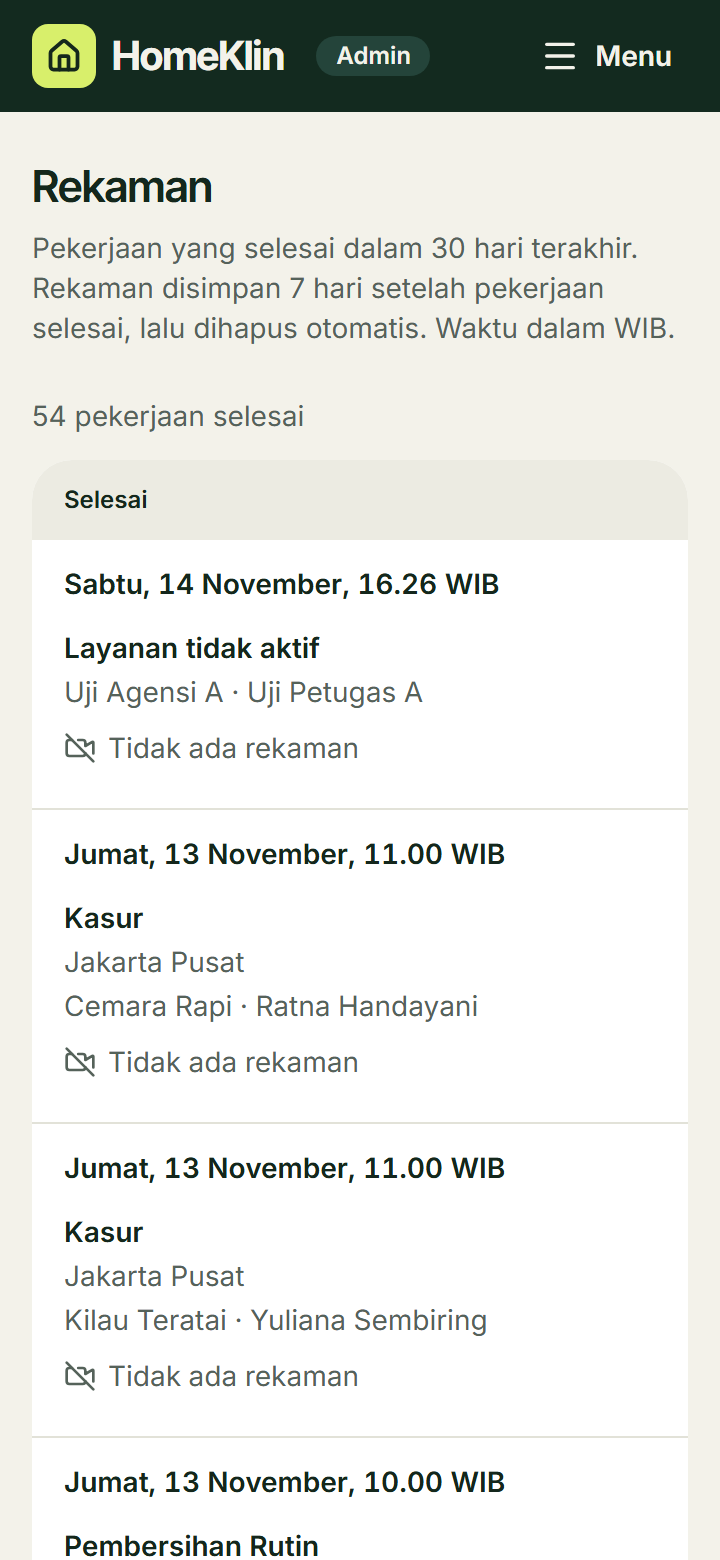 HomeKlin
Admin
Menu
Rekaman
Pekerjaan yang selesai dalam 30 hari terakhir.
Rekaman disimpan 7 hari setelah pekerjaan
selesai, lalu dihapus otomatis. Waktu dalam WIB.
54 pekerjaan selesai
Selesai
Sabtu, 14 November, 16.26 WIB
Layanan tidak aktif
Uji Agensi A · Uji Petugas A
Tidak ada rekaman
Jumat, 13 November, 11.00 WIB
Kasur
Jakarta Pusat
Cemara Rapi · Ratna Handayani
Tidak ada rekaman
Jumat, 13 November, 11.00 WIB
Kasur
Jakarta Pusat
Kilau Teratai · Yuliana Sembiring
Tidak ada rekaman
Jumat, 13 November, 10.00 WIB
Pembersihan Rutin